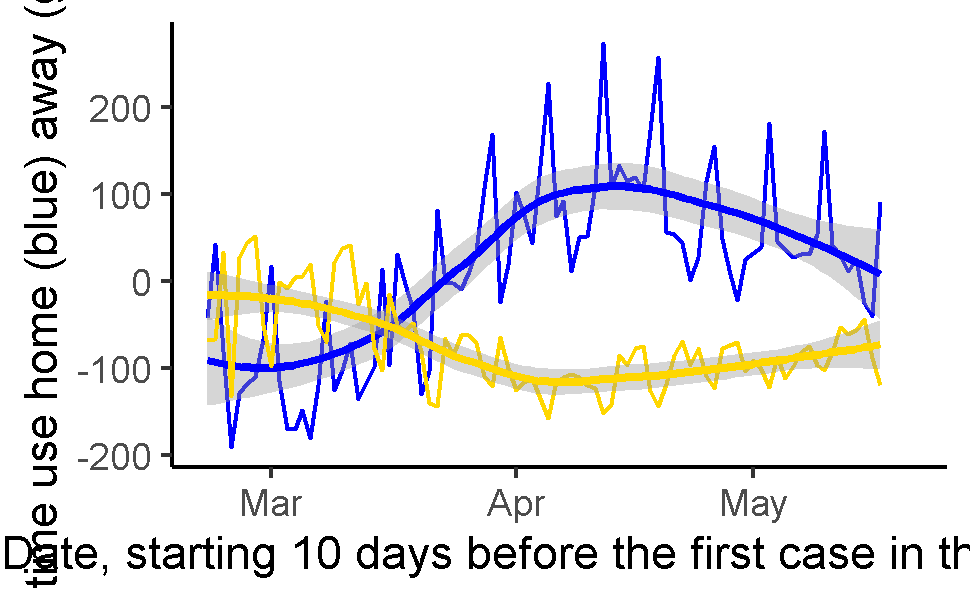 time use home (blue) away (
200
100
0
-100
-200
Mar Apr May
Date, starting 10 days before the first case in th